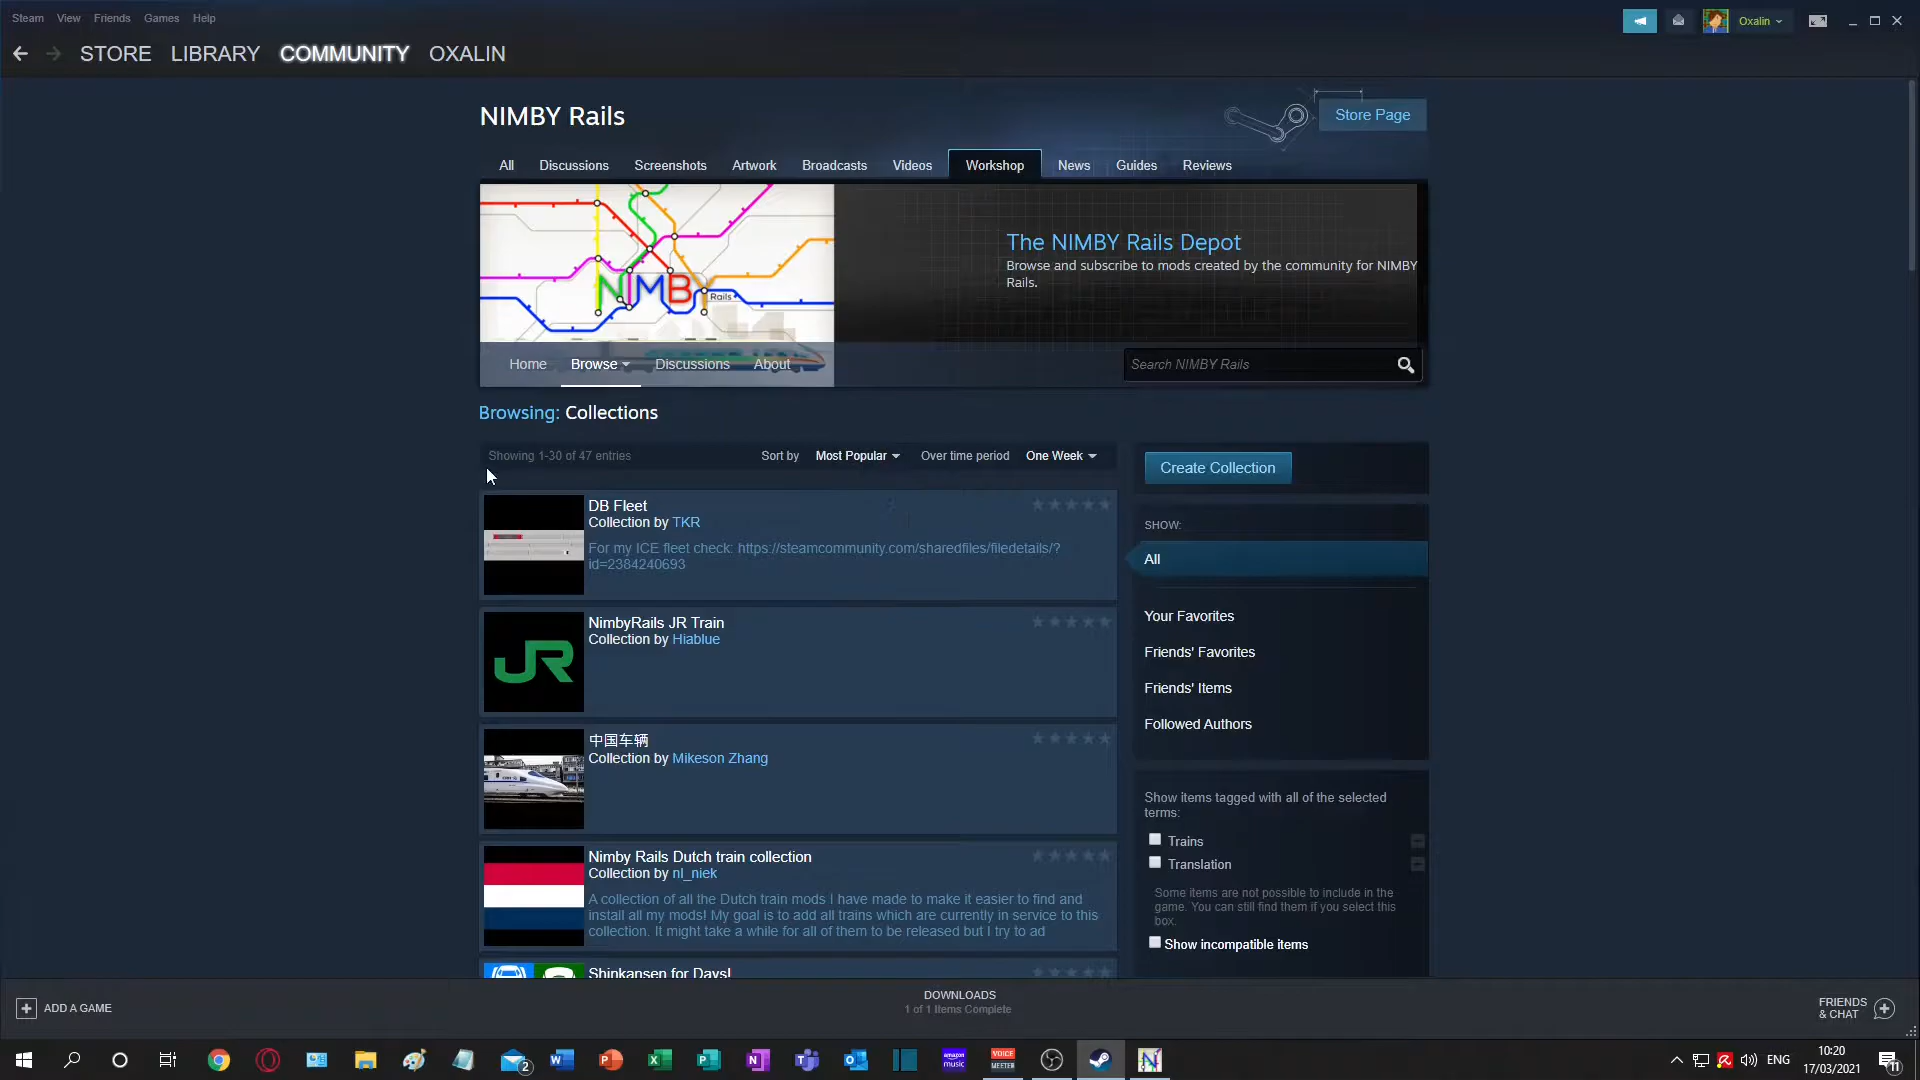 Steam View Friends Games Help
Oxalin
STORE LIBRARY COMMUNITY OXALIN
NIMBY Rails
Store Page
All Discussions Screenshots Artwork Broadcasts Videos Workshop News Guides Reviews
NIMBY Rails
The NIMBY Rails Depot
Browse and subscribe to mods created by the community for NIMBY
Rails.
Home Browse Discussions About
Search NIMBY Rails
Browsing: Collections
Showing 1-30 of 47 entries
Sort by Most Popular Over time period One Week
DB Fleet
Collection by TKR
For my ICE fleet check: https://steamcommunity.com/sharedfiles/filedetails/?
id=2384240693
JR
NimbyRails JR Train
Collection by Hiablue
中国车辆
Collection by Mikeson Zhang
Nimby Rails Dutch train collection
Collection by nl_niek
A collection of all the Dutch train mods I have made to make it easier to find and
install all my mods! My goal is to add all trains which are currently in service to this
collection. It might take a while for all of them to be released but I try to ad
Shinkansen for Days!
Create Collection
SHOW:
All
Your Favorites
Friends' Favorites
Friends' Items
Followed Authors
Show items tagged with all of the selected
terms:
Trains
Translation
Some items are not possible to include in the
game. You can still find them if you select this
box.
Show incompatible items
ADD A GAME
DOWNLOADS
1 of 1 Items Complete
FRIENDS
& CHAT
2
W
P
X
P
N
T
O
amazon
music
VOICE
MEETER
N
ENG
10:20
17/03/2021
11